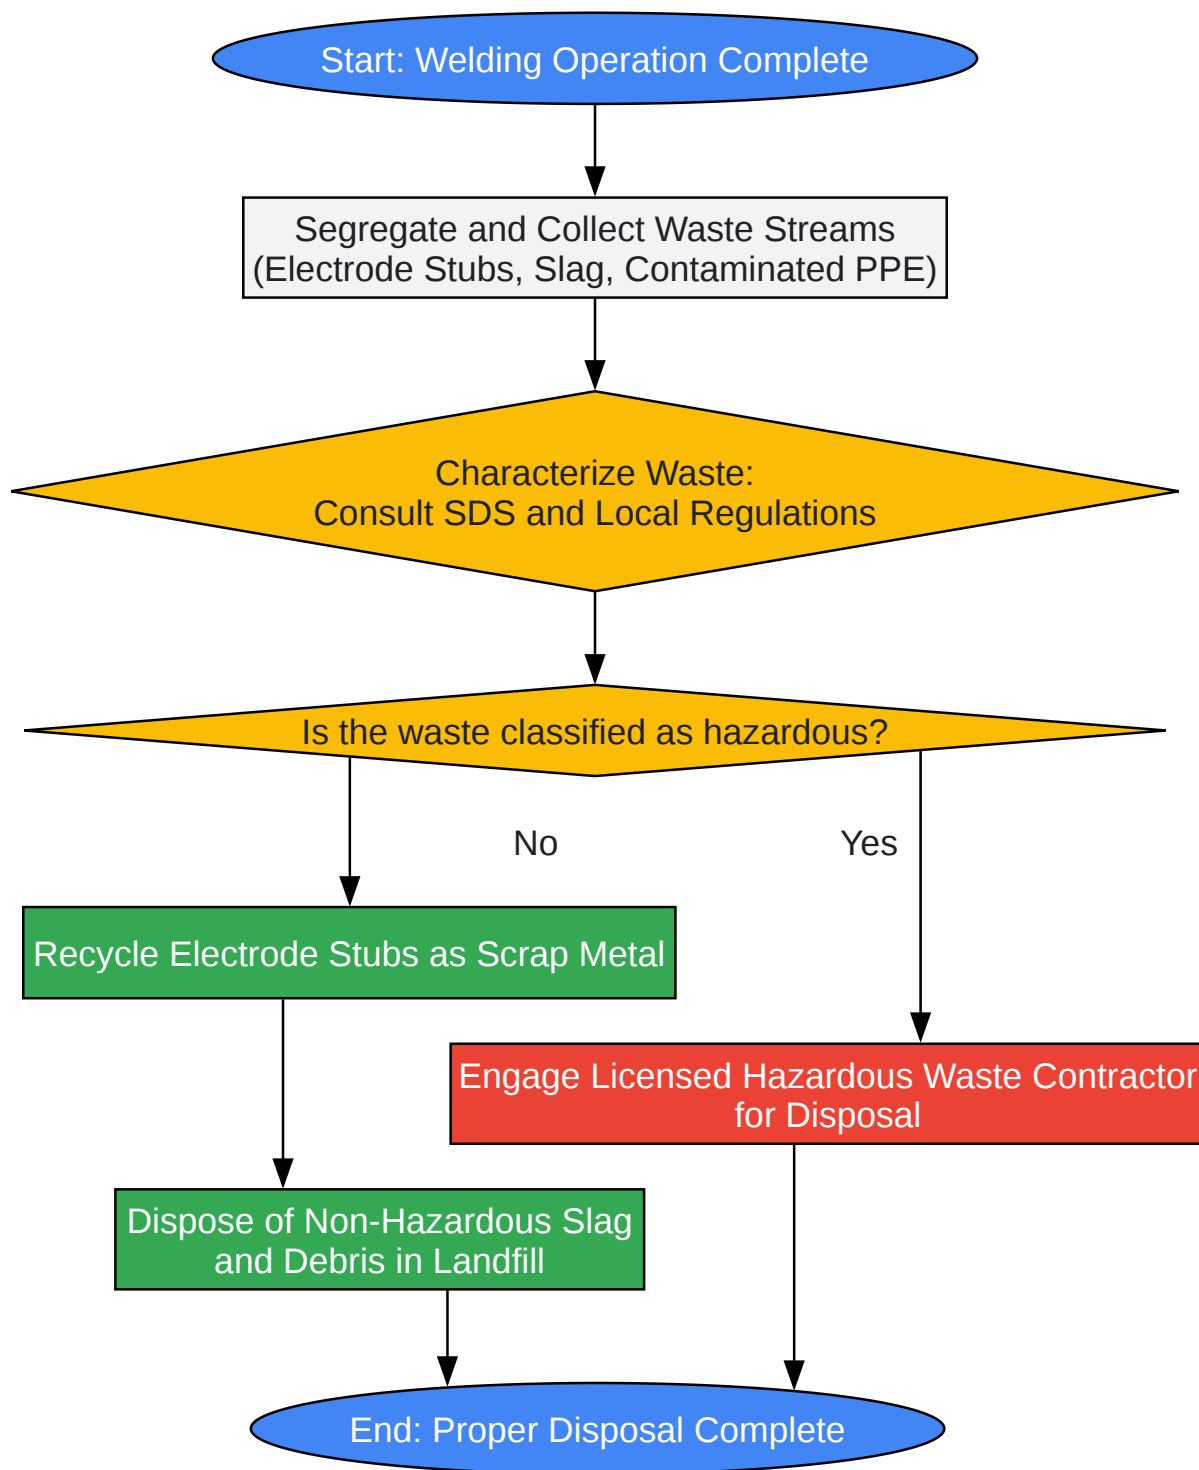 Start: Welding Operation Complete
Segregate and Collect Waste Streams
(Electrode Stubs, Slag, Contaminated PPE)
Characterize Waste:
Consult SDS and Local Regulations
Is the waste classified as hazardous?
No
Yes
Recycle Electrode Stubs as Scrap Metal
Engage Licensed Hazardous Waste Contractor
for Disposal
Dispose of Non-Hazardous Slag
and Debris in Landfill
End: Proper Disposal Complete